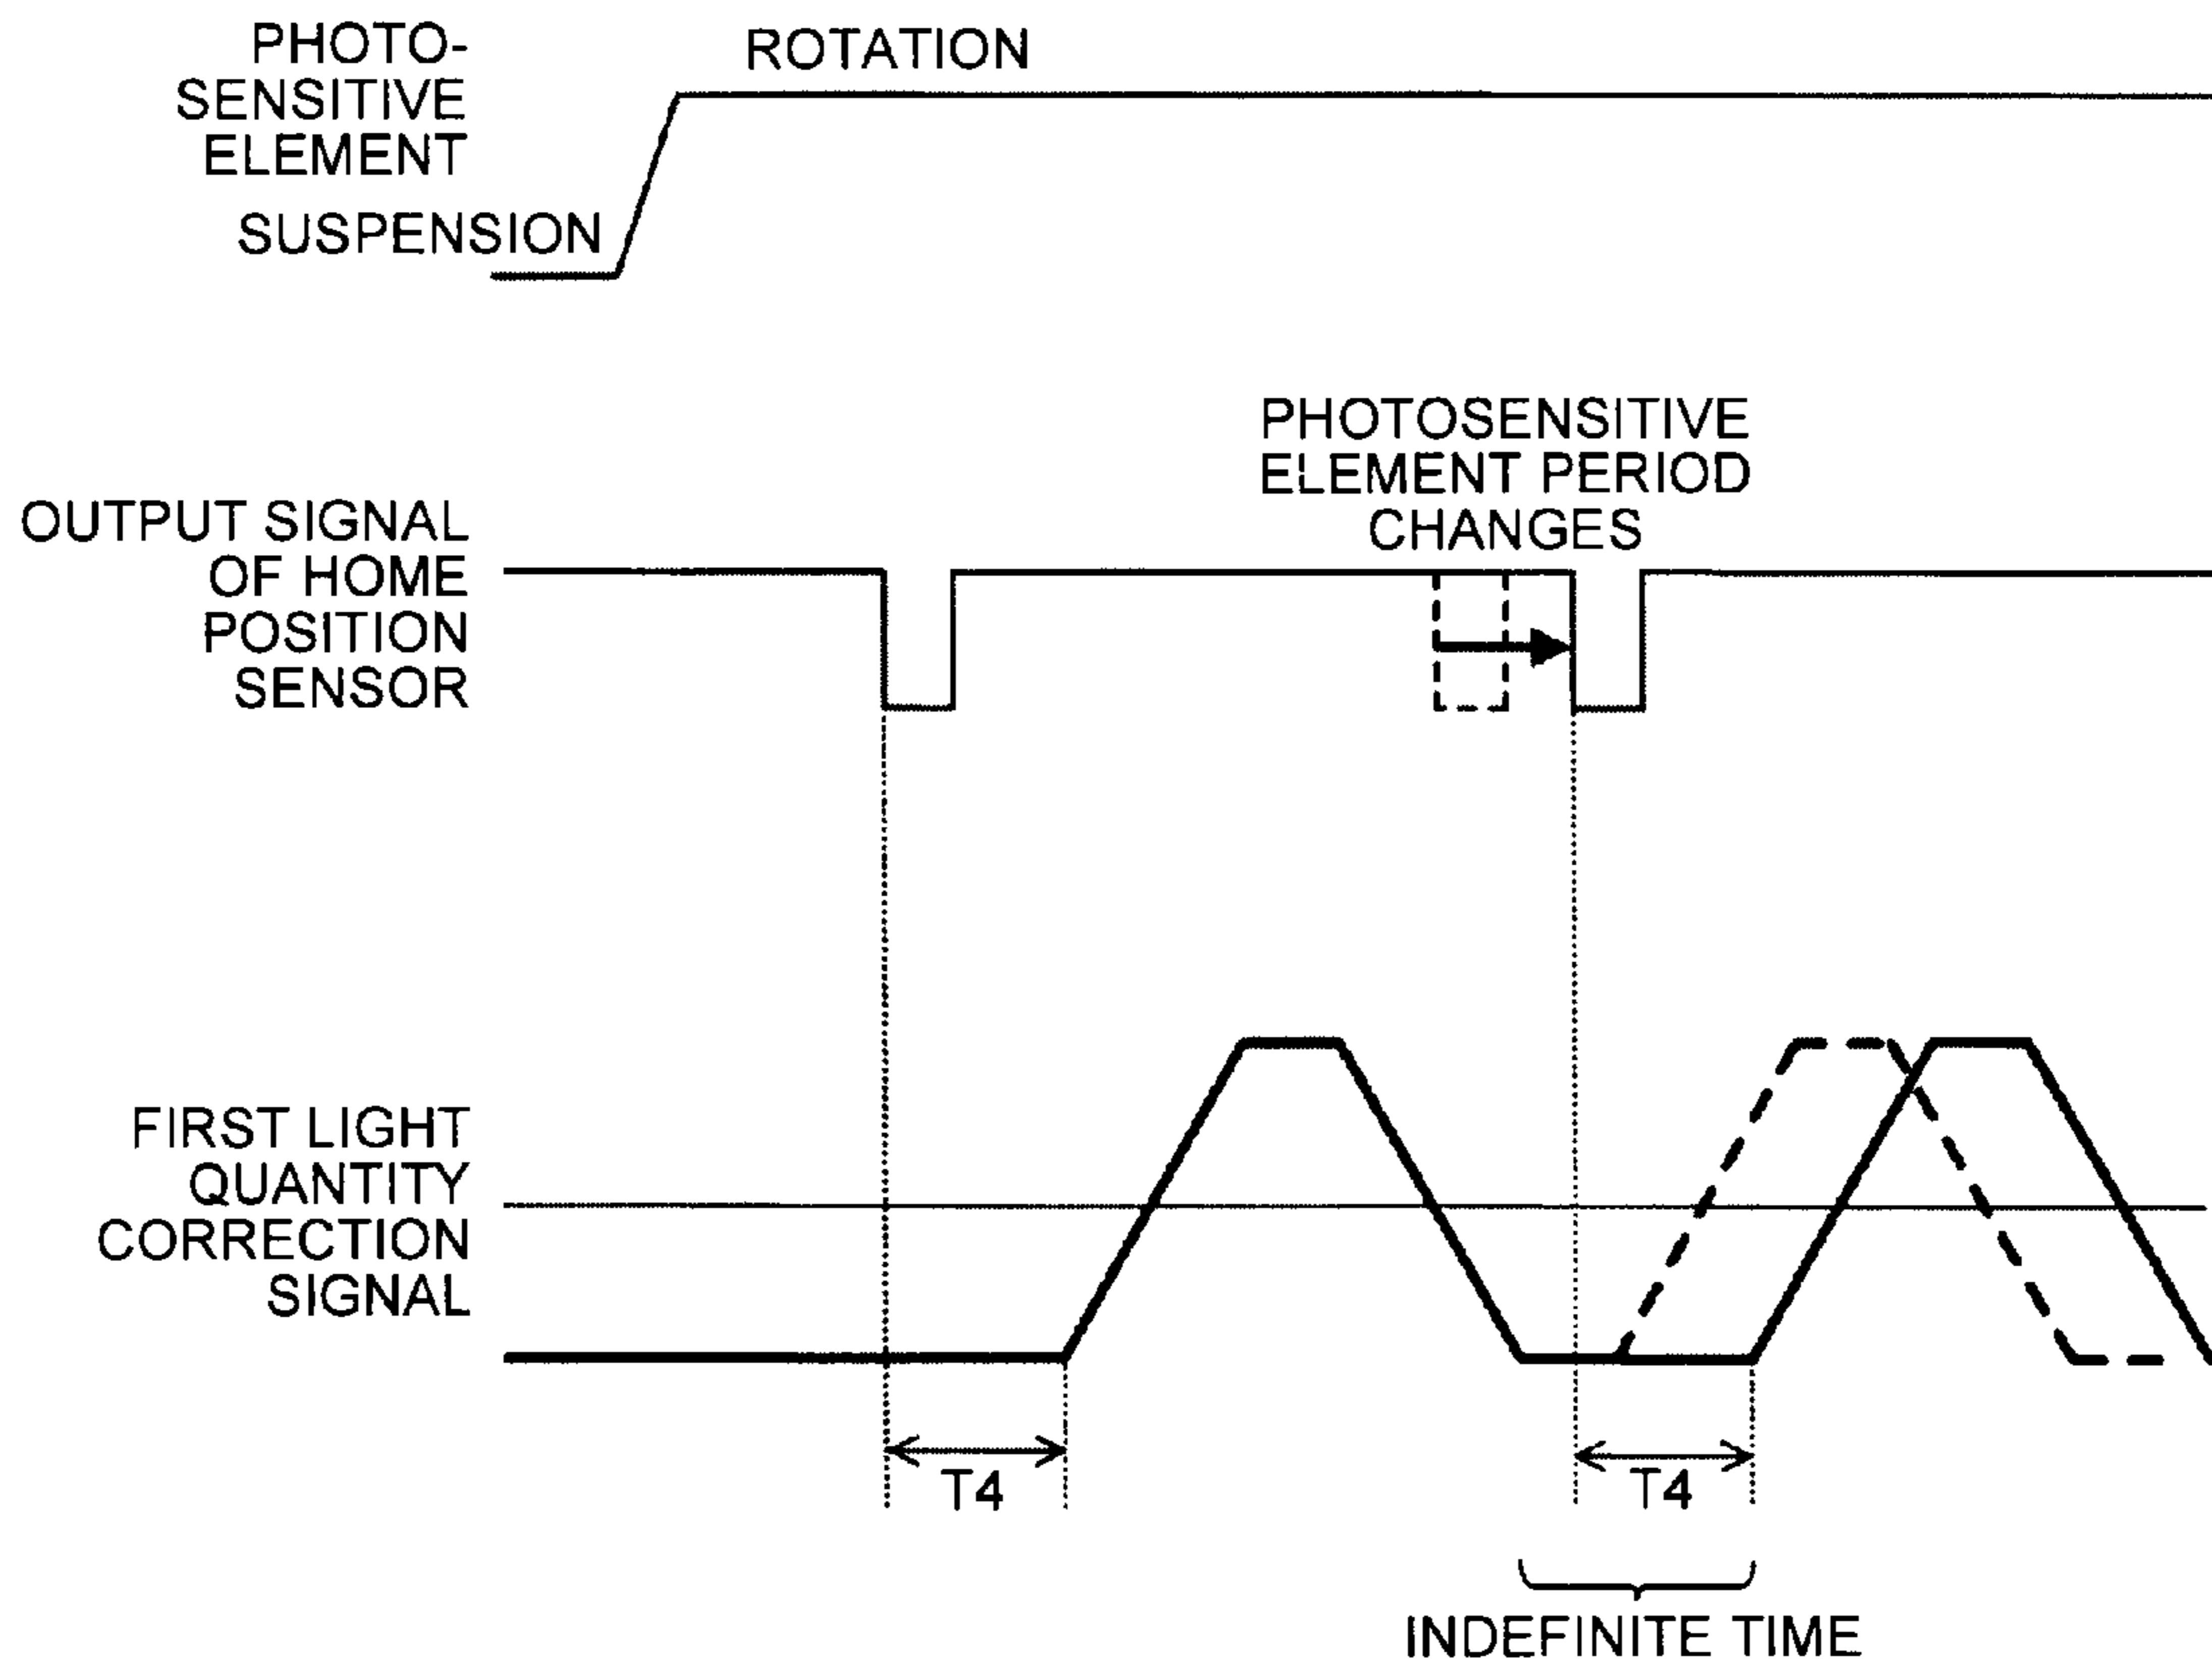 PHOTO-
SENSITIVE
ELEMENT
ROTATION
SUSPENSION
PHOTOSENSITIVE
ELEMENT PERIOD
CHANGES
OUTPUT SIGNAL
OF HOME
POSITION
SENSOR
FIRST LIGHT
QUANTITY
CORRECTION
SIGNAL
T4
T4
INDEFINITE TIME